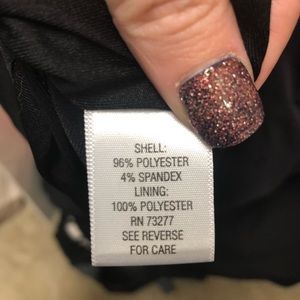 SHELL:
96% POLYESTER
4% SPANDEX
LINING:
100% POLYESTER
RN 73277
SEE REVERSE
FOR CARE